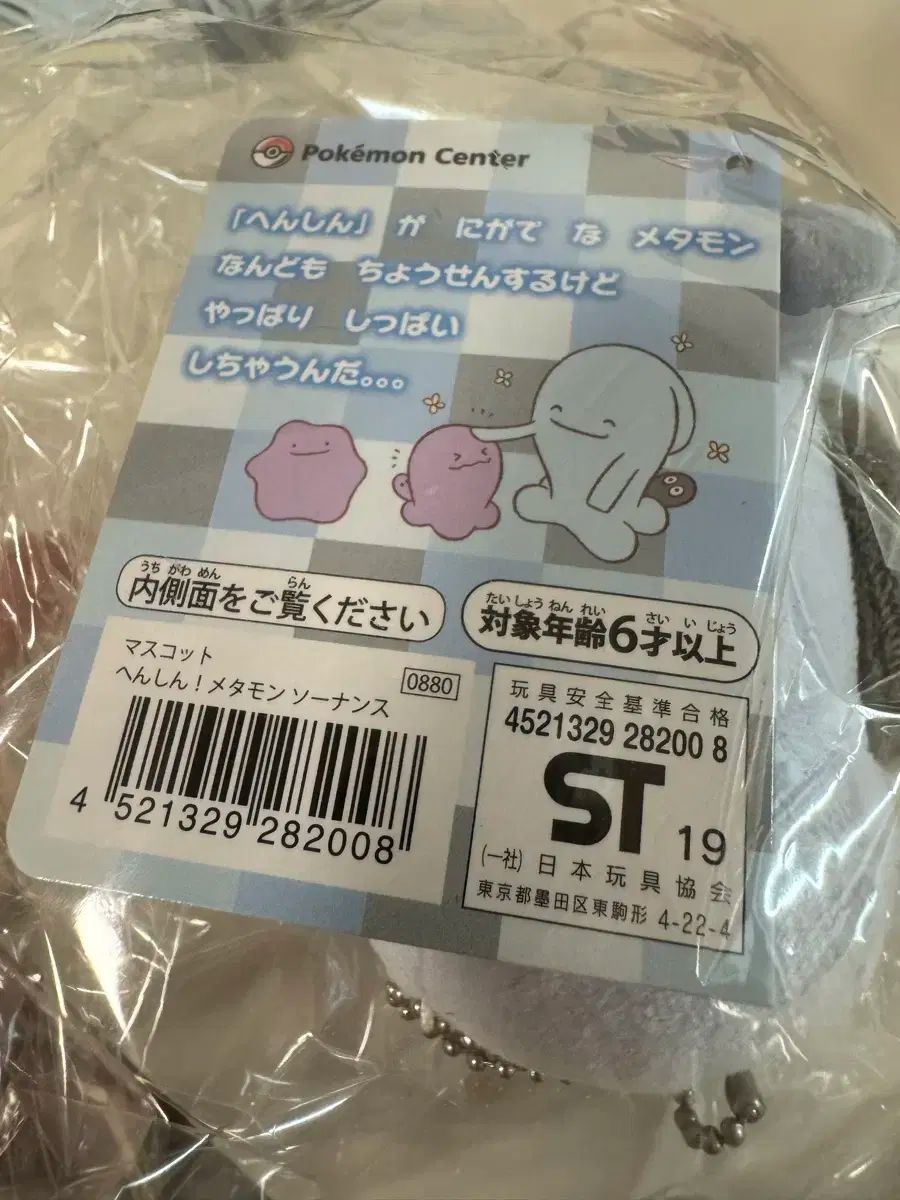 Pokémon Center
「へんしん」 が にがて な メタモン
なんども ちょうせんするけど
やっぱり しっぱい
しちゃうんだ。。。
うち がわ めん らん
内側面をご覧ください
たい しょう ねん れい さい い じょう
対象年齢6才以上
マスコット
へんしん！メタモン ソーナンス
0880
4 521329 282008
玩具安全基準合格
4521329 28200 8
ST 19
(一社) 日本玩具協会
東京都墨田区東駒形 4-22-4